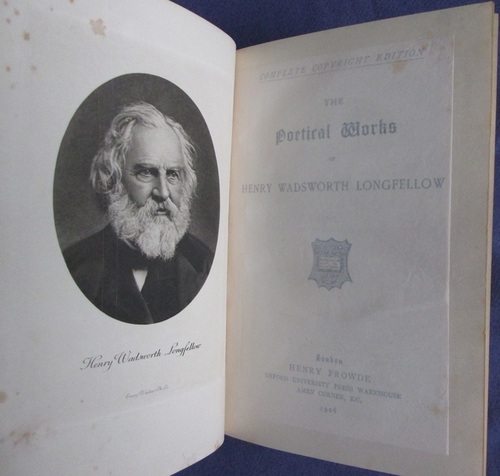 Henry Wadsworth Longfellow
COMPLETE COPYRIGHT EDITION
THE
Poetical Works
OF
HENRY WADSWORTH LONGFELLOW
London
HENRY FROWDE
OXFORD UNIVERSITY PRESS WAREHOUSE
AMEN CORNER, E.C.